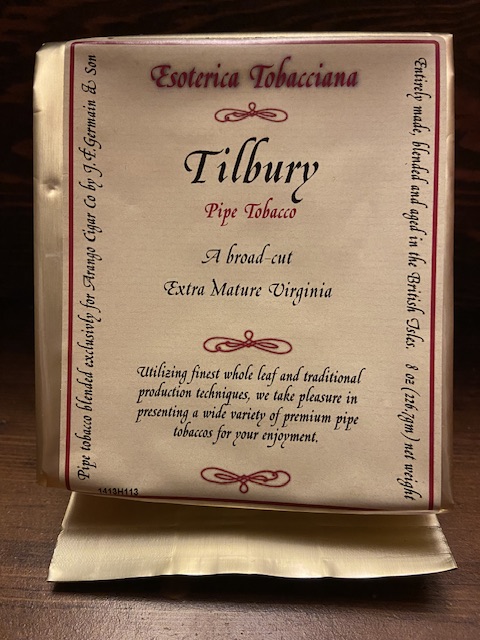 Esoterica Tobacciana
Tilbury
Pipe Tobacco
A broad-cut
Extra Mature Virginia
Utilizing finest whole leaf and traditional
production techniques, we take pleasure in
presenting a wide variety of premium pipe
tobaccos for your enjoyment.
Pipe tobacco blended exclusivly for Arango Cigar Co by J.F.Germain & Son
Entirely made, blended and aged in the British Isles. 8 oz (226.7gm) net weight
1413H113